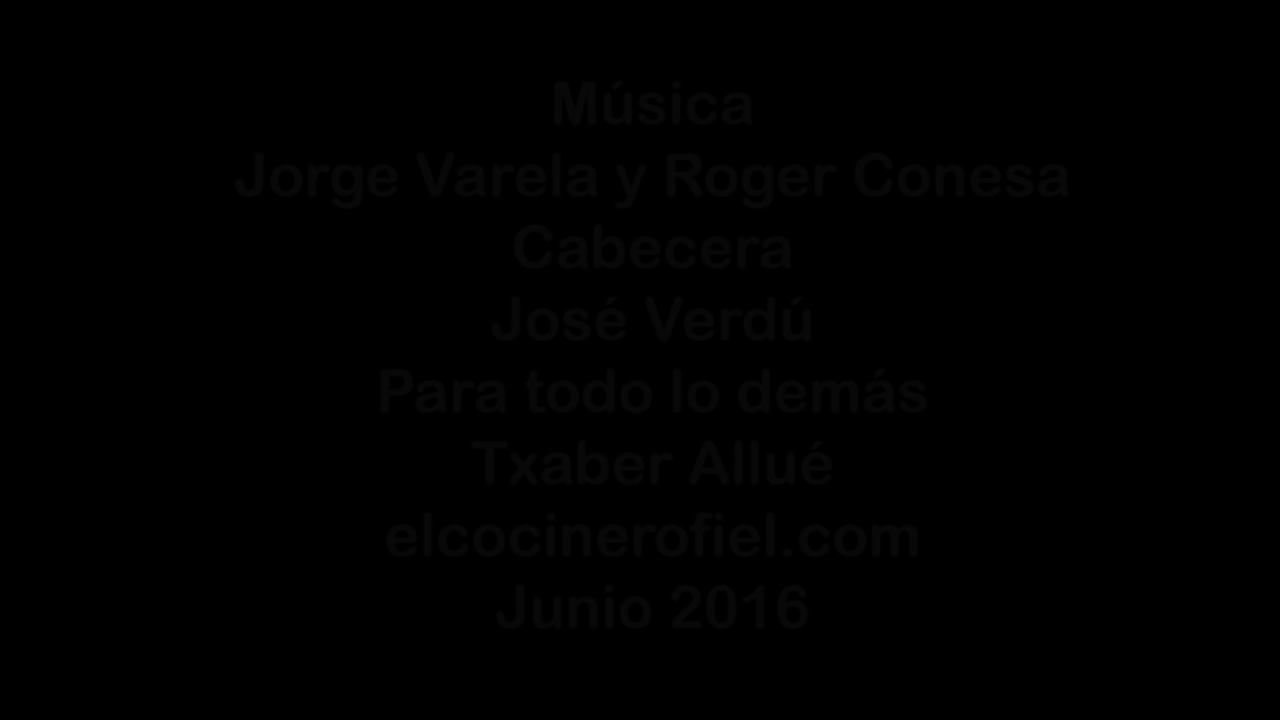 Música
Jorge Varela y Roger Conesa
Cabecera
José Verdú
Para todo lo demás
Txaber Allué
elcocinerofiel.com
Junio 2016